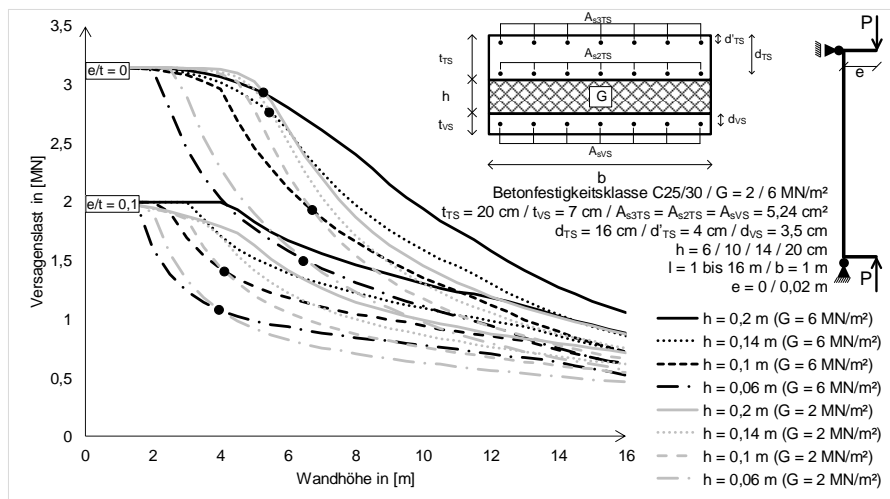 3,5
3
2,5
2
1,5
1
0,5
0
Versagenslast in [MN]
0 2 4 6 8 10 12 14 16
Wandhöhe in [m]
e/t = 0
e/t = 0,1
As3TS
As2TS
AsVS
tTS
h
tVS
G
d'TS
dTS
dVS
b
P
e
P
Betonfestigkeitsklasse C25/30 / G = 2 / 6 MN/m²
tTS = 20 cm / tVS = 7 cm / As3TS = As2TS = AsVS = 5,24 cm²
dTS = 16 cm / d'TS = 4 cm / dVS = 3,5 cm
h = 6 / 10 / 14 / 20 cm
l = 1 bis 16 m / b = 1 m
e = 0 / 0,02 m
h = 0,2 m (G = 6 MN/m²)
h = 0,14 m (G = 6 MN/m²)
h = 0,1 m (G = 6 MN/m²)
h = 0,06 m (G = 6 MN/m²)
h = 0,2 m (G = 2 MN/m²)
h = 0,14 m (G = 2 MN/m²)
h = 0,1 m (G = 2 MN/m²)
h = 0,06 m (G = 2 MN/m²)